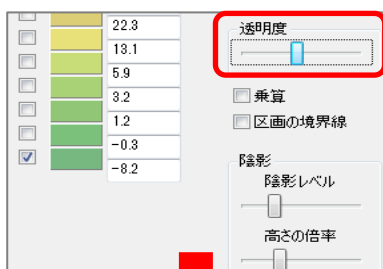 22.3
13.1
5.9
3.2
1.2
-0.3
-8.2
透明度
乗算
区画の境界線
陰影
陰影レベル
高さの倍率